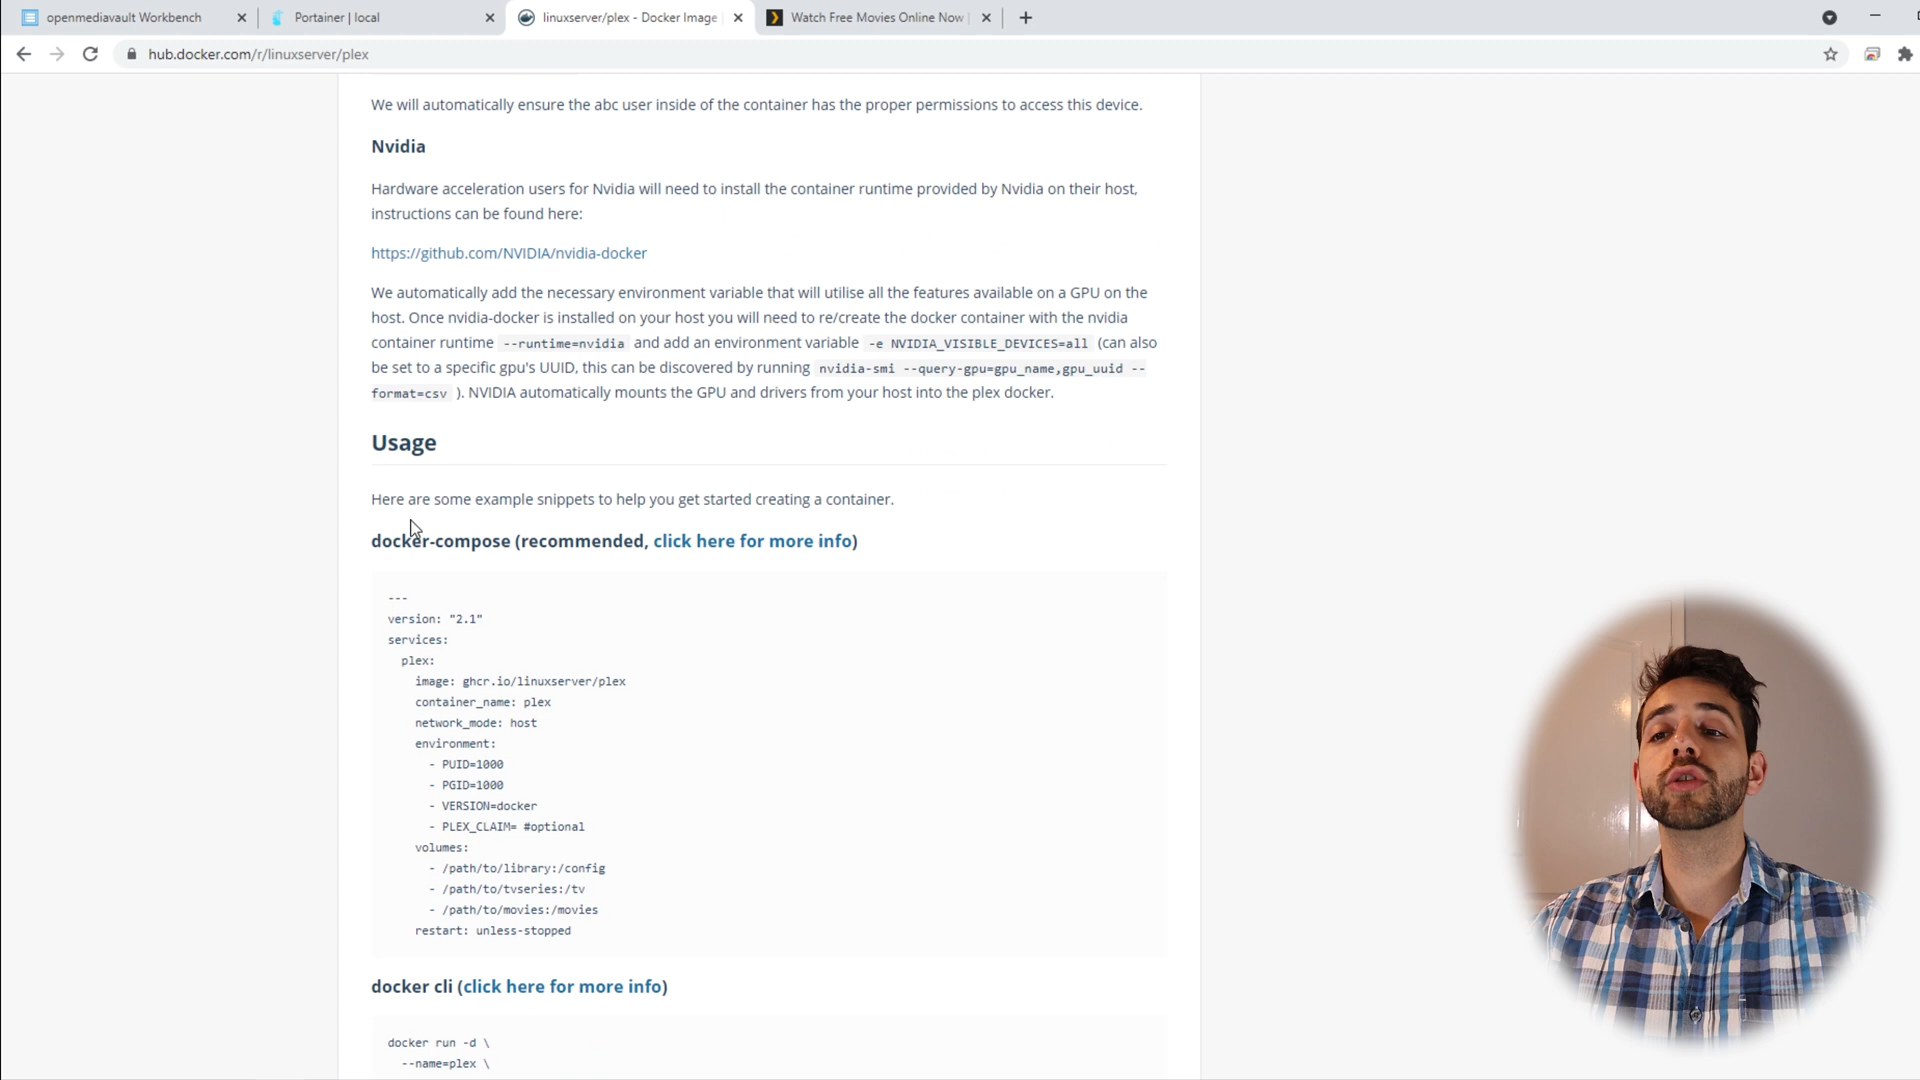 openmediavault Workbench
Portainer | local
linuxserver/plex - Docker Image
Watch Free Movies Online Now |
hub.docker.com/r/linuxserver/plex
We will automatically ensure the abc user inside of the container has the proper permissions to access this device.
Nvidia
Hardware acceleration users for Nvidia will need to install the container runtime provided by Nvidia on their host,
instructions can be found here:
https://github.com/NVIDIA/nvidia-docker
We automatically add the necessary environment variable that will utilise all the features available on a GPU on the
host. Once nvidia-docker is installed on your host you will need to re/create the docker container with the nvidia
container runtime --runtime=nvidia and add an environment variable -e NVIDIA_VISIBLE_DEVICES=all (can also
be set to a specific gpu's UUID, this can be discovered by running nvidia-smi --query-gpu=gpu_name,gpu_uuid --
format=csv ). NVIDIA automatically mounts the GPU and drivers from your host into the plex docker.
Usage
Here are some example snippets to help you get started creating a container.
docker-compose (recommended, click here for more info)
---
version: "2.1"
services:
plex:
image: ghcr.io/linuxserver/plex
container_name: plex
network_mode: host
environment:
- PUID=1000
- PGID=1000
- VERSION=docker
- PLEX_CLAIM= #optional
volumes:
- /path/to/library:/config
- /path/to/tvseries:/tv
- /path/to/movies:/movies
restart: unless-stopped
docker cli (click here for more info)
docker run -d \
--name=plex \